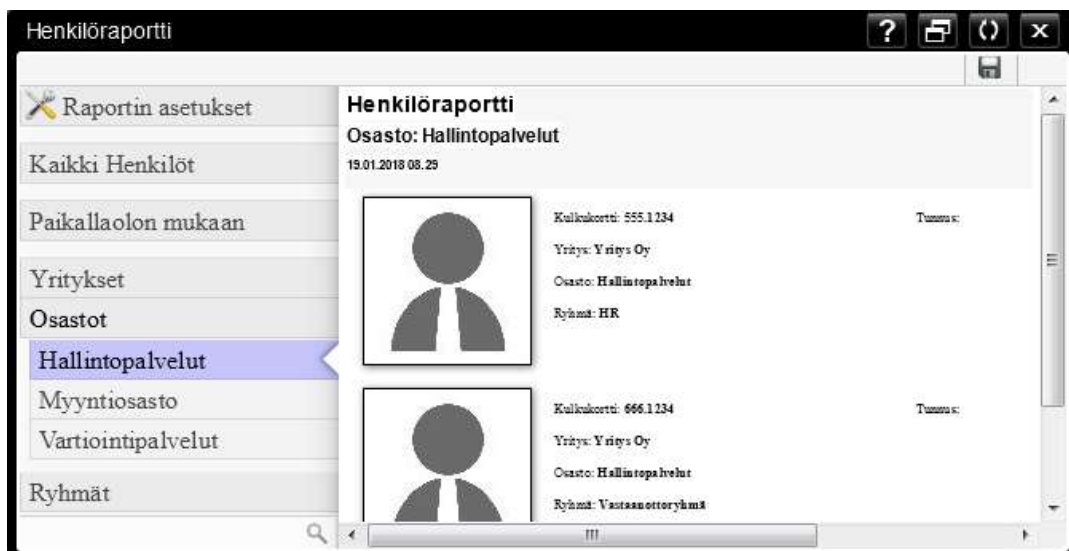 Henkilöraportti
Raportin asetukset
Kaikki Henkilöt
Paikallaolon mukaan
Yritykset
Osastot
Hallintopalvelut
Myyntiosasto
Vartiointipalvelut
Ryhmät
Henkilöraportti
Osasto: Hallintopalvelut
19.01.2018 08.29
Kulkukortti: 555.1234 Tunnus:
Yritys: Yritys Oy
Osasto: Hallintopalvelut
Ryhmä: HR
Kulkukortti: 666.1234 Tunnus:
Yritys: Yritys Oy
Osasto: Hallintopalvelut
Ryhmä: Vastaanottoryhmä